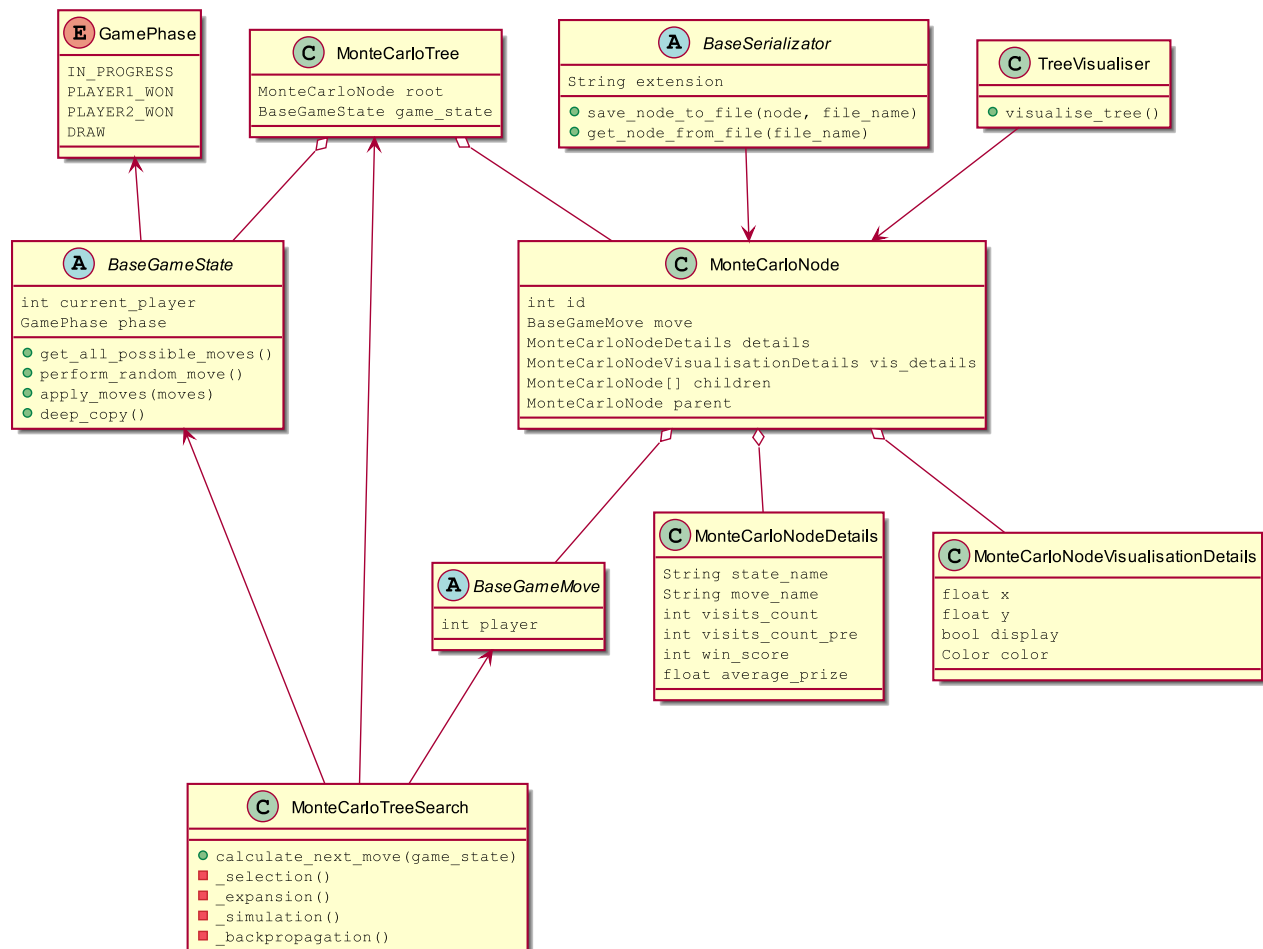 E GamePhase
IN_PROGRESS
PLAYER1_WON
PLAYER2_WON
DRAW
C MonteCarloTree
MonteCarloNode root
BaseGameState game_state
A BaseSerializator
String extension
save_node_to_file(node, file_name)
get_node_from_file(file_name)
C TreeVisualiser
visualise_tree()
A BaseGameState
int current_player
GamePhase phase
get_all_possible_moves()
perform_random_move()
apply_moves(moves)
deep_copy()
C MonteCarloNode
int id
BaseGameMove move
MonteCarloNodeDetails details
MonteCarloNodeVisualisationDetails vis_details
MonteCarloNode[] children
MonteCarloNode parent
A BaseGameMove
int player
C MonteCarloNodeDetails
String state_name
String move_name
int visits_count
int visits_count_pre
int win_score
float average_prize
C MonteCarloNodeVisualisationDetails
float x
float y
bool display
Color color
C MonteCarloTreeSearch
calculate_next_move(game_state)
_selection()
_expansion()
_simulation()
_backpropagation()